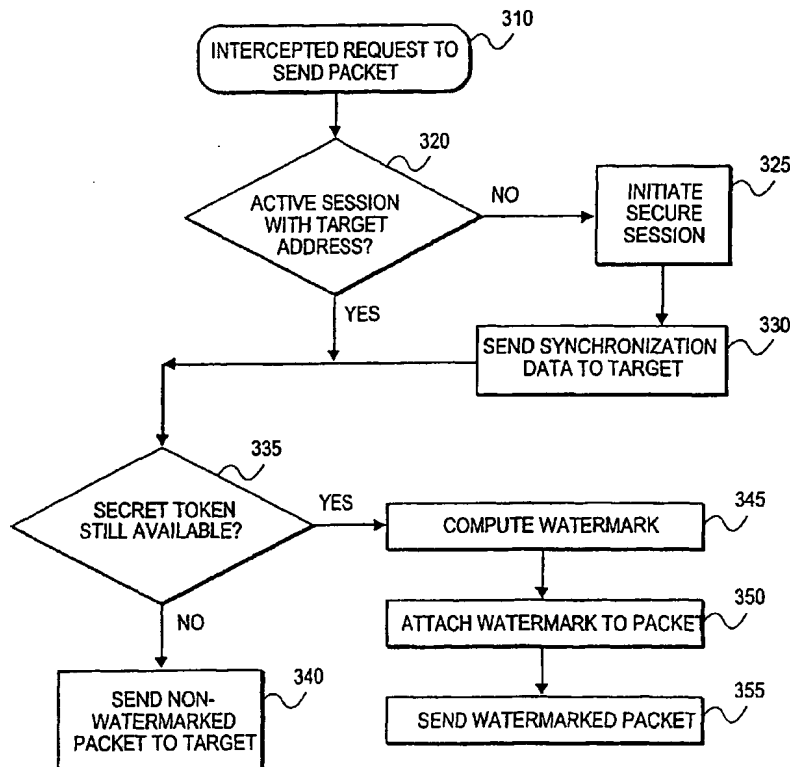 310
INTERCEPTED REQUEST TO
SEND PACKET
320
ACTIVE SESSION
WITH TARGET
ADDRESS?
NO
325
INITIATE
SECURE
SESSION
YES
330
SEND SYNCHRONIZATION
DATA TO TARGET
335
SECRET TOKEN
STILL AVAILABLE?
YES
345
COMPUTE WATERMARK
350
ATTACH WATERMARK TO PACKET
NO
340
SEND NON-
WATERMARKED
PACKET TO TARGET
355
SEND WATERMARKED PACKET